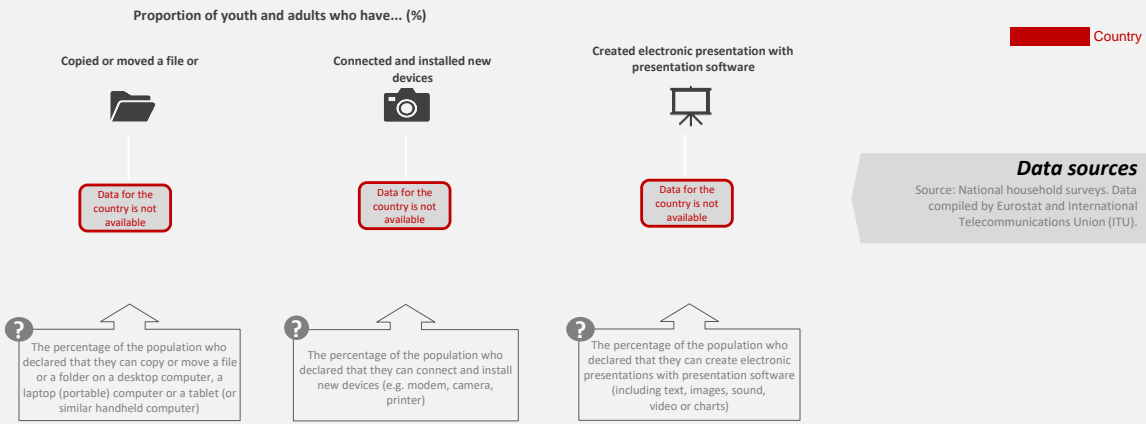 Proportion of youth and adults who have... (%)
Country
Copied or moved a file or
Connected and installed new
devices
Created electronic presentation with
presentation software
Data for the
country is not
available
Data for the
country is not
available
Data for the
country is not
available
Data sources
Source: National household surveys. Data
compiled by Eurostat and International
Telecommunications Union (ITU).
?
The percentage of the population who
declared that they can copy or move a file
or a folder on a desktop computer, a
laptop (portable) computer or a tablet (or
similar handheld computer)
?
The percentage of the population who
declared that they can connect and install
new devices (e.g. modem, camera,
printer)
?
The percentage of the population who
declared that they can create electronic
presentations with presentation software
(including text, images, sound,
video or charts)